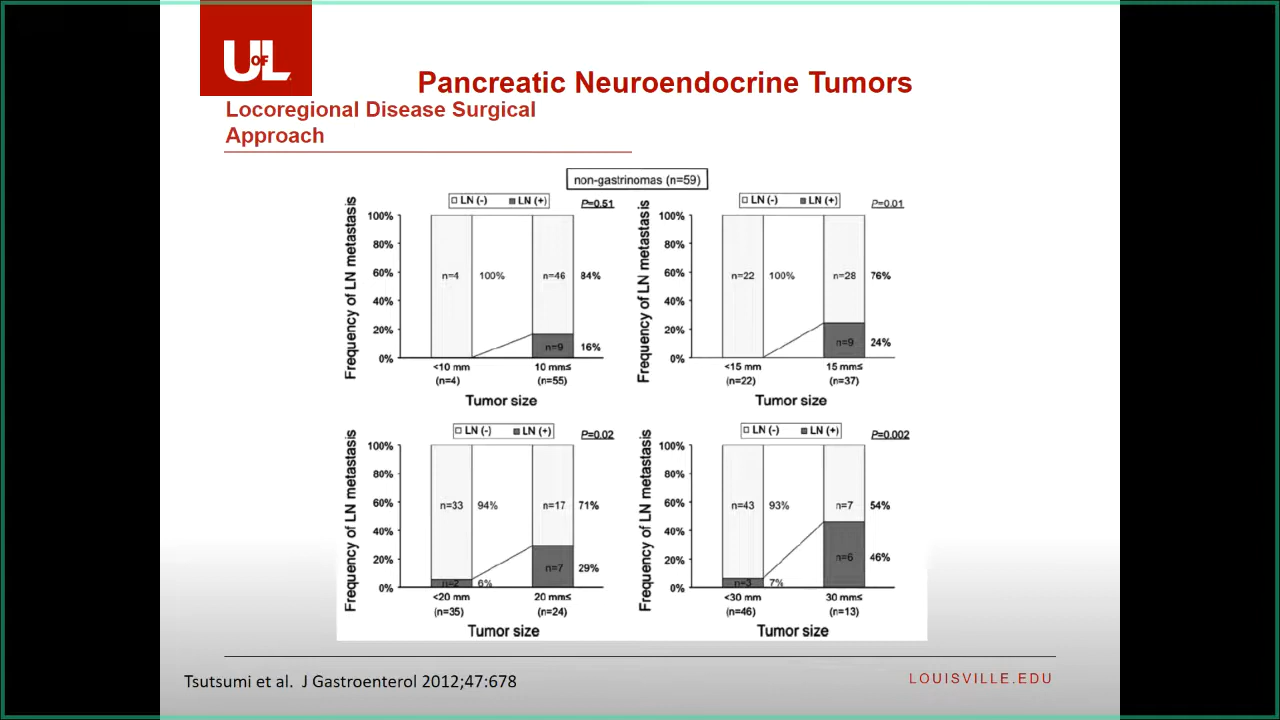 UofL
Pancreatic Neuroendocrine Tumors
Locoregional Disease Surgical
Approach
non-gastrinomas (n=59)
LN (-) LN (+) P=0.51
Frequency of LN metastasis
100%
80%
60%
40%
20%
0%
n=4 100% n=46 84%
n=9 16%
<10 mm 10 mm≤
(n=4) (n=55)
Tumor size
LN (-) LN (+) P=0.01
Frequency of LN metastasis
100%
80%
60%
40%
20%
0%
n=22 100% n=28 76%
n=9 24%
<15 mm 15 mm≤
(n=22) (n=37)
Tumor size
LN (-) LN (+) P=0.02
Frequency of LN metastasis
100%
80%
60%
40%
20%
0%
n=33 94% n=17 71%
n=7 29%
n=2 6%
<20 mm 20 mm≤
(n=35) (n=24)
Tumor size
LN (-) LN (+) P=0.002
Frequency of LN metastasis
100%
80%
60%
40%
20%
0%
n=43 93% n=7 54%
n=6 46%
n=3 7%
<30 mm 30 mm≤
(n=46) (n=13)
Tumor size
Tsutsumi et al. J Gastroenterol 2012;47:678
LOUISVILLE.EDU